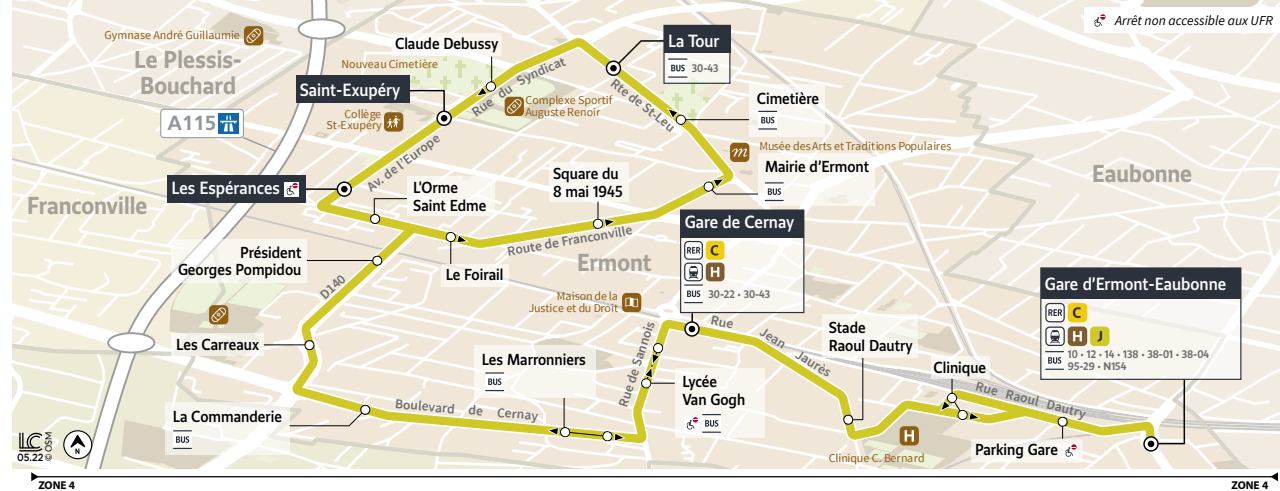 Arrêt non accessible aux UFR
Gymnase André Guillaumie
Le Plessis-
Bouchard
A115
Claude Debussy
Nouveau Cimetière
Saint-Exupéry
Collège
St-Exupéry
Rue du Syndicat
Complexe Sportif
Auguste Renoir
La Tour
BUS 30-43
Rte de St-Leu
Cimetière
BUS
Musée des Arts et Traditions Populaires
Mairie d'Ermont
BUS
Eaubonne
Av. de l'Europe
Les Espérances
Franconville
L'Orme
Saint Edme
Square du
8 mai 1945
Route de Franconville
Le Foirail
Ermont
Président
Georges Pompidou
D140
Les Carreaux
Gare de Cernay
RER C
H
BUS 30-22 • 30-43
Maison de la
Justice et du Droit
Rue Jean Jaurès
Rue de Sannois
Les Marronniers
BUS
Lycée
Van Gogh
BUS
La Commanderie
BUS
Boulevard de Cernay
Stade
Raoul Dautry
Clinique
H
Clinique C. Bernard
Rue Raoul Dautry
Parking Gare
Gare d'Ermont-Eaubonne
RER C
H J
BUS 10 • 12 • 14 • 138 • 38-01 • 38-04
95-29 • N154
LC
05.22
© OSM
N
ZONE 4
ZONE 4